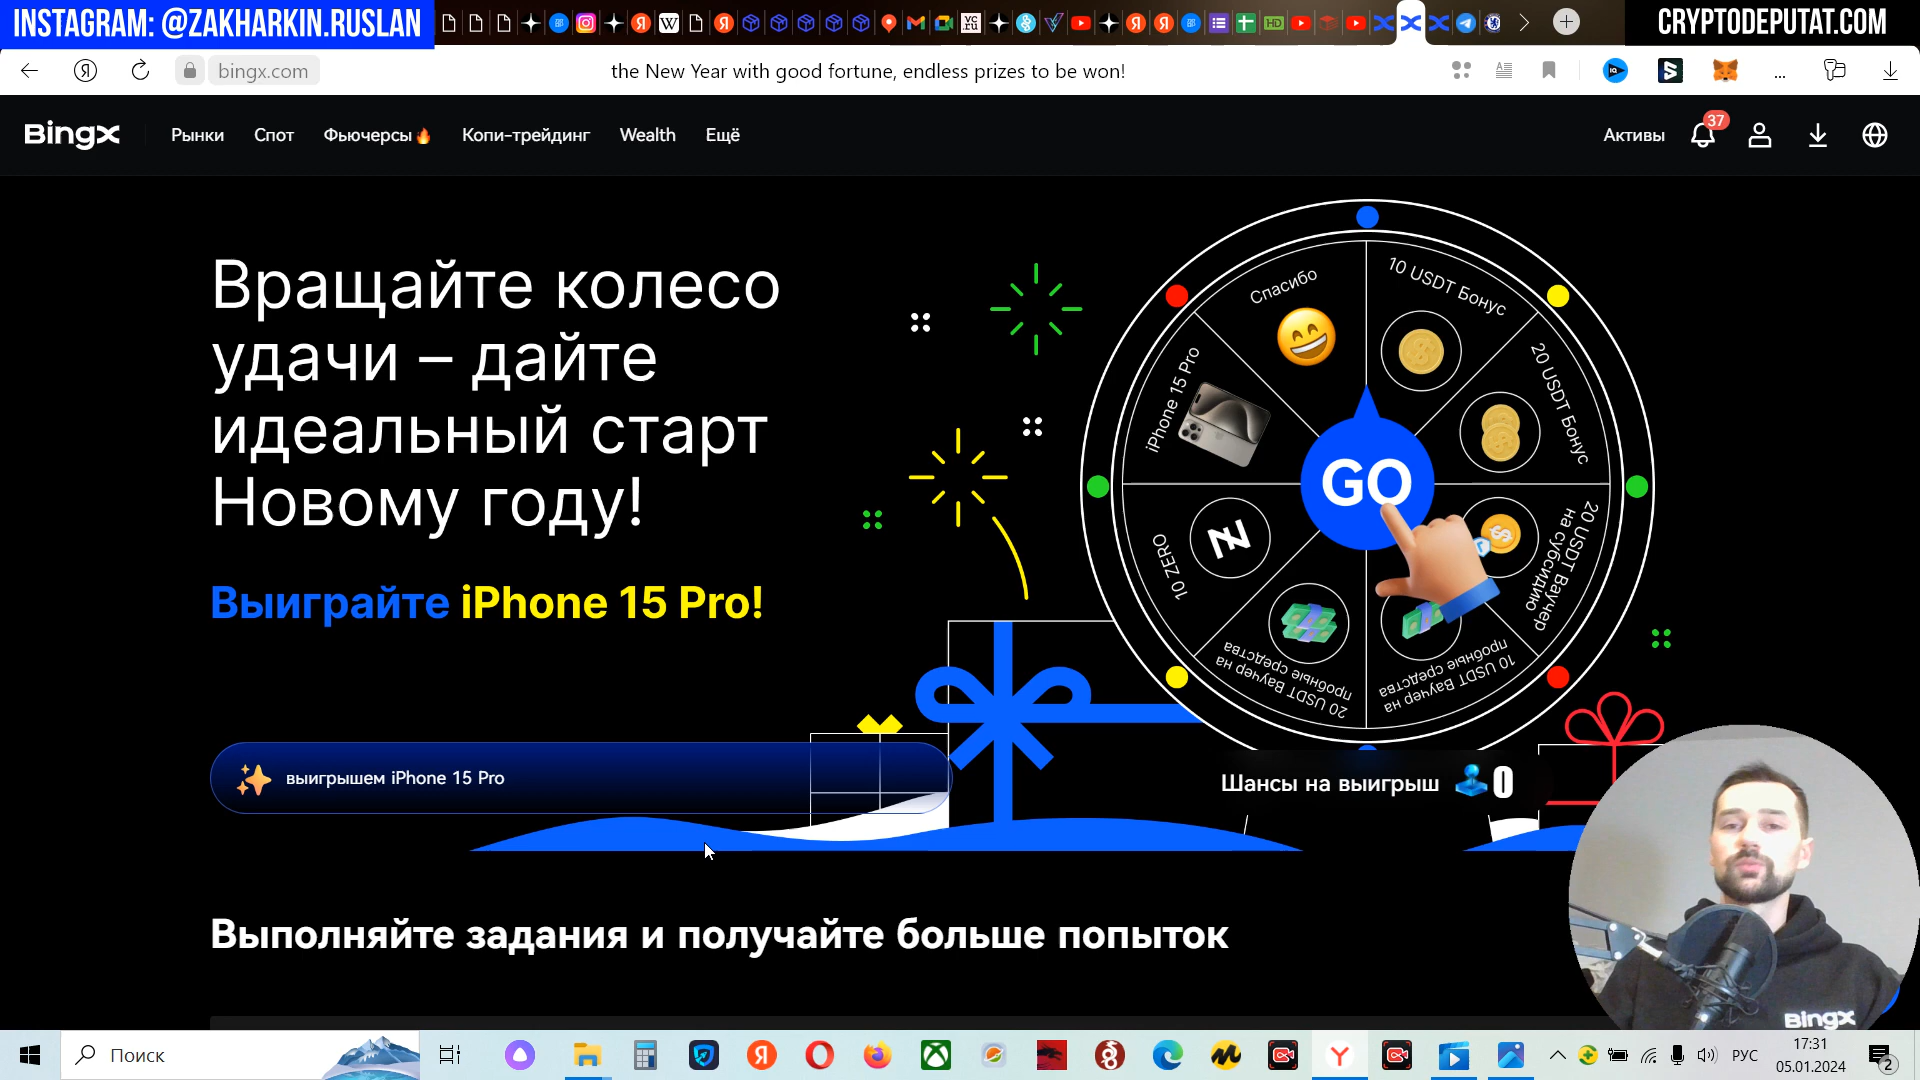 INSTAGRAM: @ZAKHARKIN.RUSLAN
CRYPTODEPUTAT.COM
bingx.com
the New Year with good fortune, endless prizes to be won!
BingX
Рынки
Спот
Фьючерсы
Копи-трейдинг
Wealth
Ещё
Активы
37
Вращайте колесо
удачи – дайте
идеальный старт
Новому году!
Выиграйте iPhone 15 Pro!
Спасибо
10 USDT Бонус
20 USDT Бонус
20 USDT Ваучер
на субсидию
10 USDT Ваучер на
пробные средства
20 USDT Ваучер на
пробные средства
10 ZERO
iPhone 15 Pro
GO
выигрышем iPhone 15 Pro
Шансы на выигрыш
0
Выполняйте задания и получайте больше попыток
BingX
Поиск
РУС
17:31
05.01.2024
2